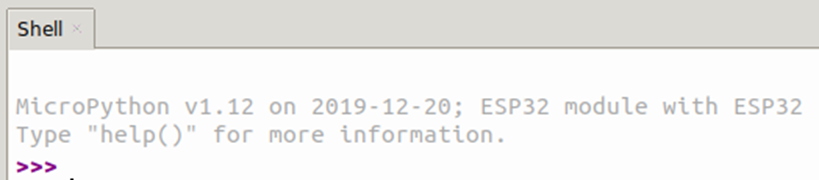 Shell ×
MicroPython v1.12 on 2019-12-20; ESP32 module with ESP32
Type "help()" for more information.
>>>